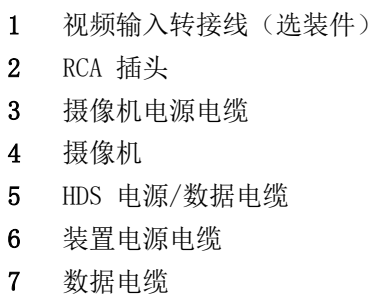 1 视频输入转接线（选装件）
2 RCA 插头
3 摄像机电源电缆
4 摄像机
5 HDS 电源/数据电缆
6 装置电源电缆
7 数据电缆